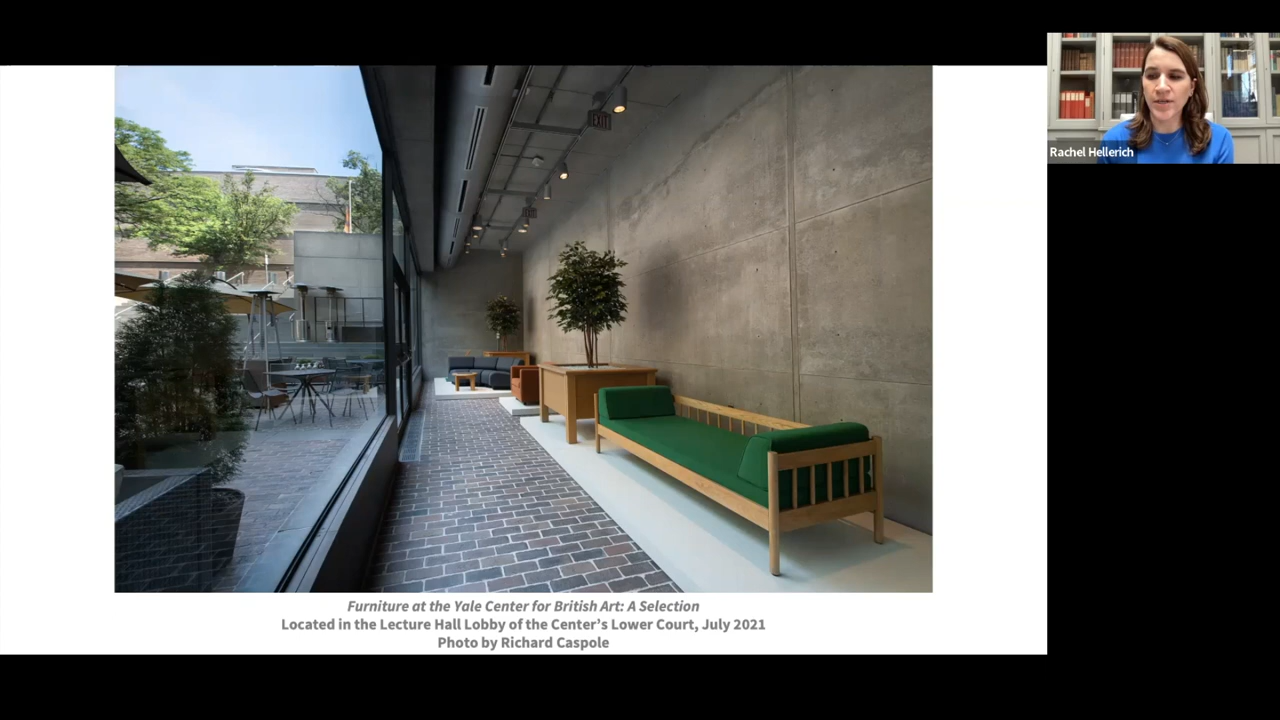 EXIT
Rachel Hellerich
Furniture at the Yale Center for British Art: A Selection
Located in the Lecture Hall Lobby of the Center's Lower Court, July 2021
Photo by Richard Caspole